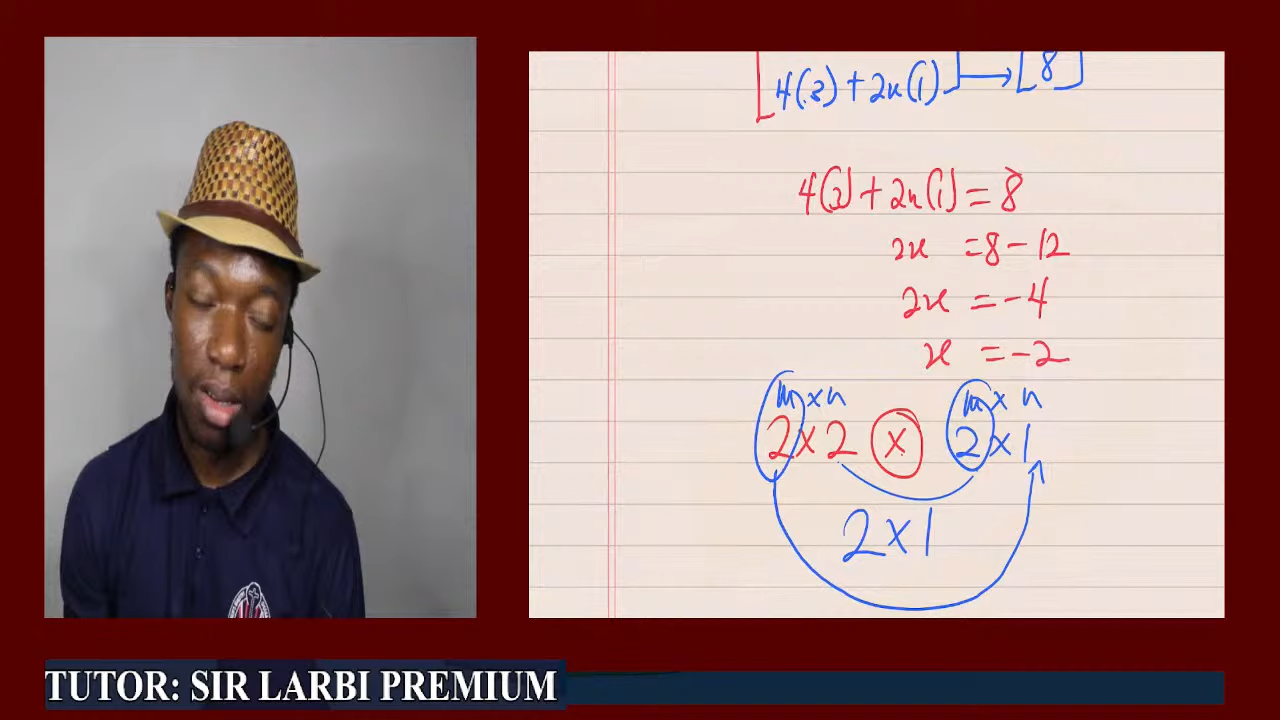 4(3) + 2x(1) → 8
4(3) + 2x(1) = 8
2x = 8 - 12
2x = -4
x = -2
m x n m x n
2 x 2 x 2 x 1
2 x 1
TUTOR: SIR LARBI PREMIUM